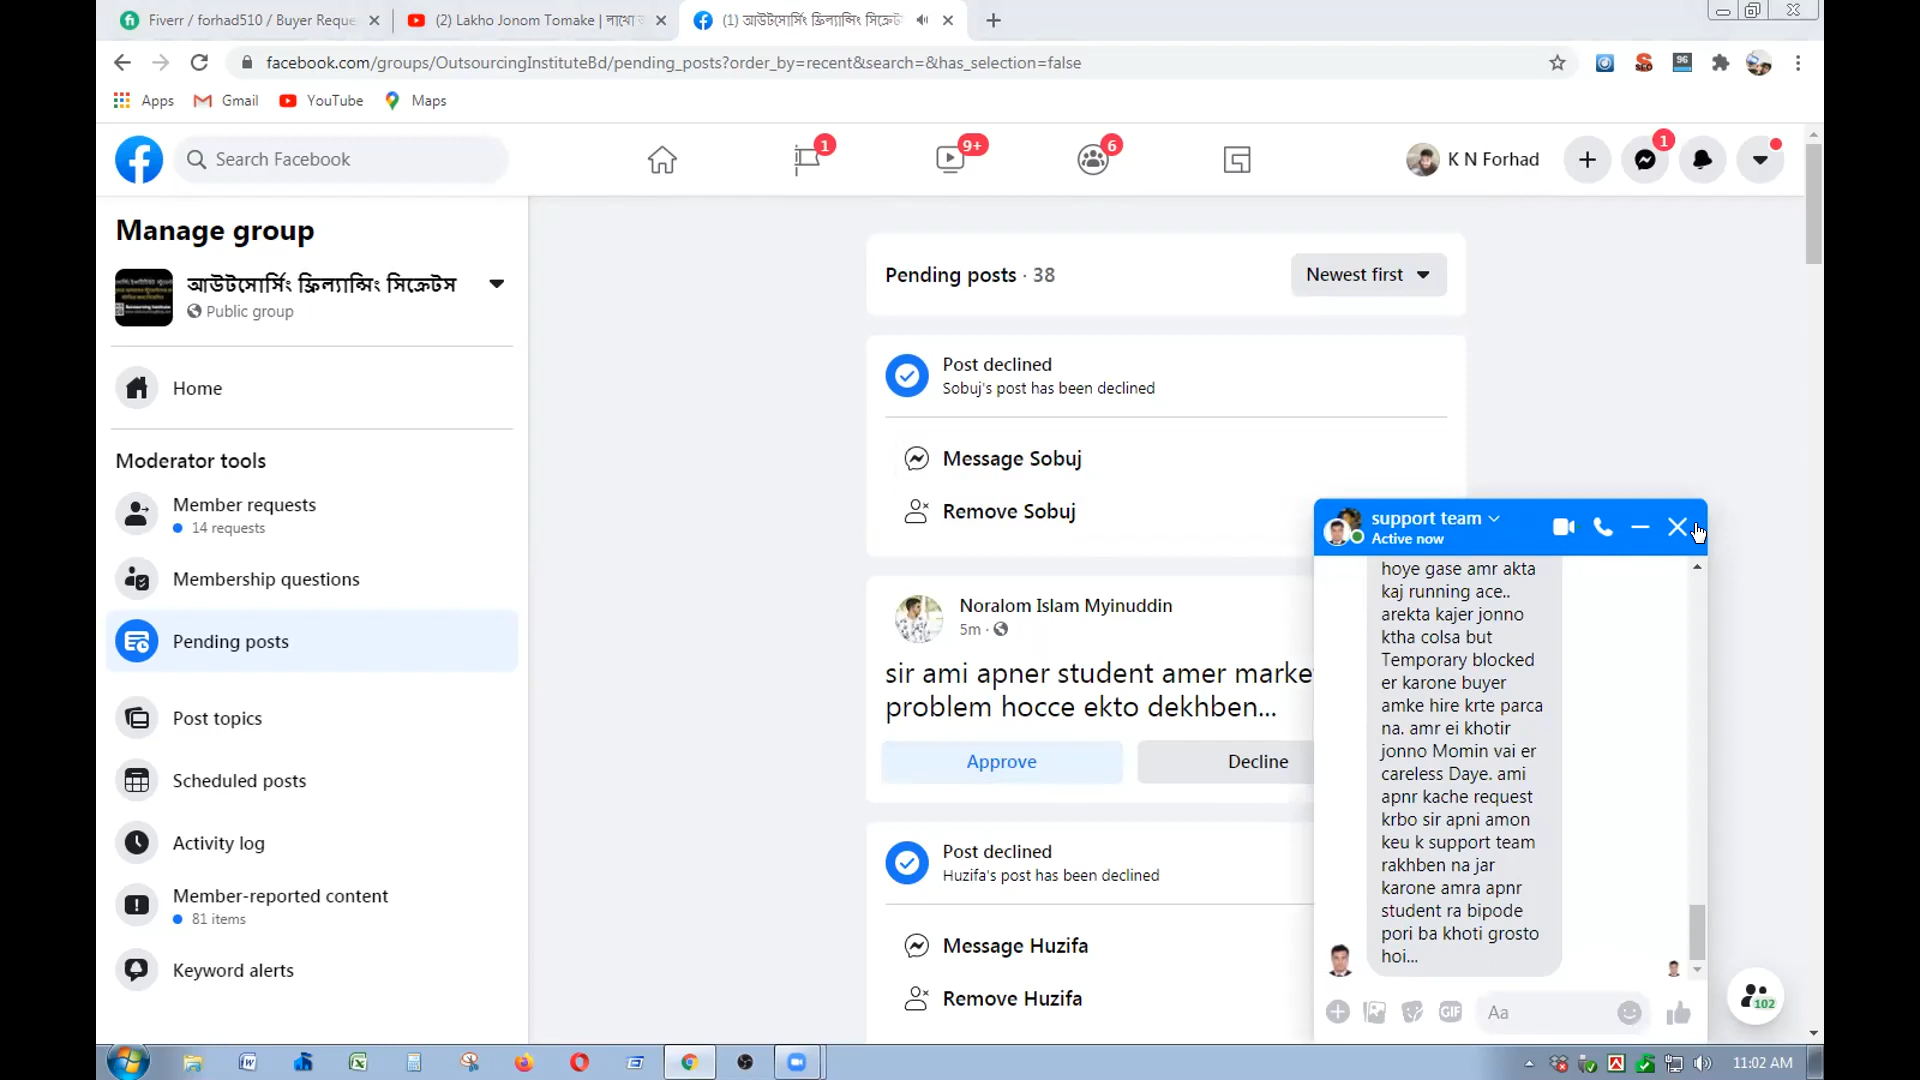 Fiverr / forhad510 / Buyer Reque
(2) Lakho Jonom Tomake | লাখো
(1) আউটসোর্সিং ফ্রিল্যান্সিং সিক্রেট
facebook.com/groups/OutsourcingInstituteBd/pending_posts?order_by=recent&search=&has_selection=false
96
Apps
Gmail
YouTube
Maps
Search Facebook
1
9+
6
K N Forhad
1
Manage group
আউটসোর্সিং ফ্রিল্যান্সিং সিক্রেটস
Public group
Home
Moderator tools
Member requests
14 requests
Membership questions
Pending posts
Post topics
Scheduled posts
Activity log
Member-reported content
81 items
Keyword alerts
Pending posts · 38
Newest first
Post declined
Sobuj's post has been declined
Message Sobuj
Remove Sobuj
Noralom Islam Myinuddin
5m ·
sir ami apner student amer marke
problem hocce ekto dekhben...
Approve
Decline
Post declined
Huzifa's post has been declined
Message Huzifa
Remove Huzifa
support team
Active now
hoye gase amr akta
kaj running ace..
arekta kajer jonno
ktha colsa but
Temporary blocked
er karone buyer
amke hire krte parca
na. amr ei khotir
jonno Momin vai er
careless Daye. ami
apnr kache request
krbo sir apni amon
keu k support team
rakhben na jar
karone amra apnr
student ra bipode
pori ba khoti grosto
hoi...
GIF
Aa
102
11:02 AM